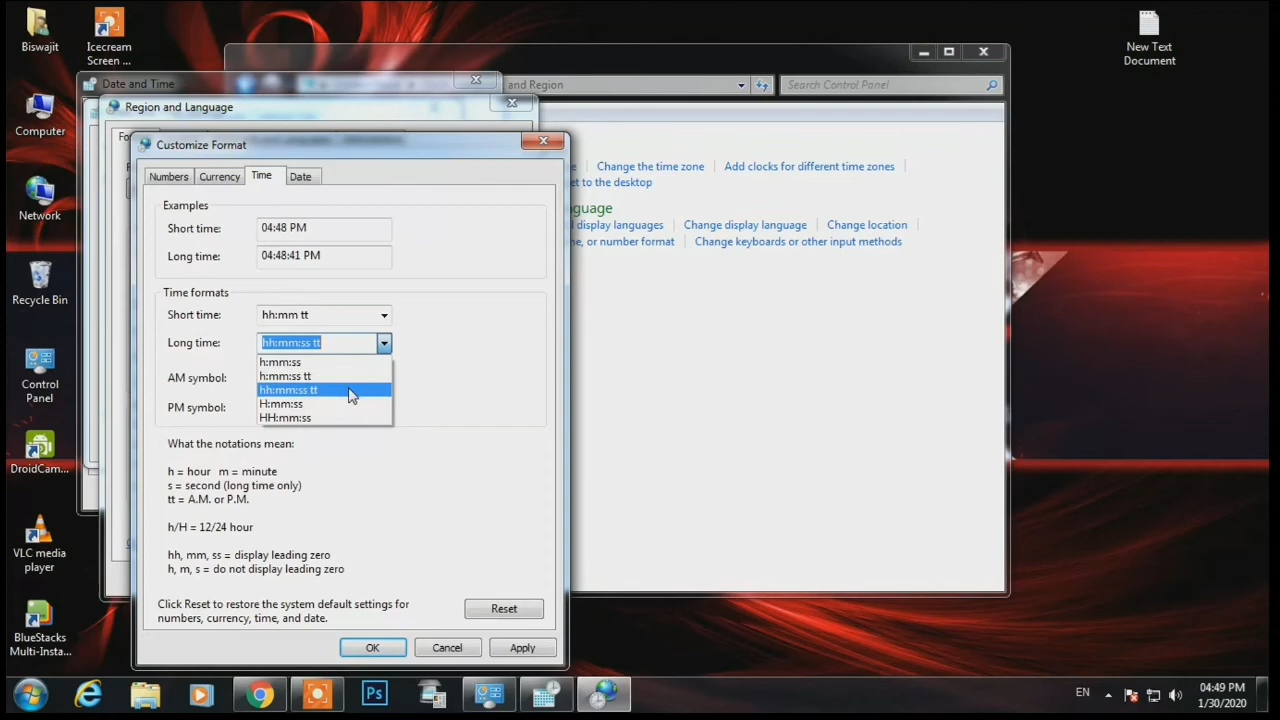 Biswajit
Icecream
Screen ...
New Text
Document
Computer
Network
Recycle Bin
Control
Panel
DroidCam...
VLC media
player
BlueStacks
Multi-Insta...
Date and Time
and Region
Search Control Panel
Region and Language
Change the time zone
Add clocks for different time zones
et to the desktop
guage
l display languages
Change display language
Change location
ne, or number format
Change keyboards or other input methods
Customize Format
Numbers
Currency
Time
Date
Examples
Short time:
04:48 PM
Long time:
04:48:41 PM
Time formats
Short time:
hh:mm tt
Long time:
hh:mm:ss tt
h:mm:ss
h:mm:ss tt
hh:mm:ss tt
H:mm:ss
HH:mm:ss
AM symbol:
PM symbol:
What the notations mean:
h = hour   m = minute
s = second (long time only)
tt = A.M. or P.M.
h/H = 12/24 hour
hh, mm, ss = display leading zero
h, m, s = do not display leading zero
Click Reset to restore the system default settings for
numbers, currency, time, and date.
Reset
OK
Cancel
Apply
Ps
EN
04:49 PM
1/30/2020